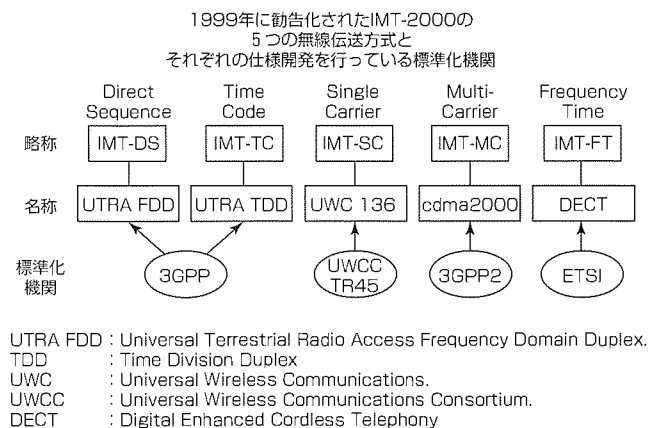 1999年に勧告化されたIMT-2000の
5つの無線伝送方式と
それぞれの仕様開発を行っている標準化機関
Direct Sequence
Time Code
Single Carrier
Multi-Carrier
Frequency Time
略称
IMT-DS
IMT-TC
IMT-SC
IMT-MC
IMT-FT
名称
UTRA FDD
UTRA TDD
UWC 136
cdma2000
DECT
標準化
機関
3GPP
UWCC
TR45
3GPP2
ETSI
UTRA FDD : Universal Terrestrial Radio Access Frequency Domain Duplex.
TDD : Time Division Duplex
UWC : Universal Wireless Communications.
UWCC : Universal Wireless Communications Consortium.
DECT : Digital Enhanced Cordless Telephony